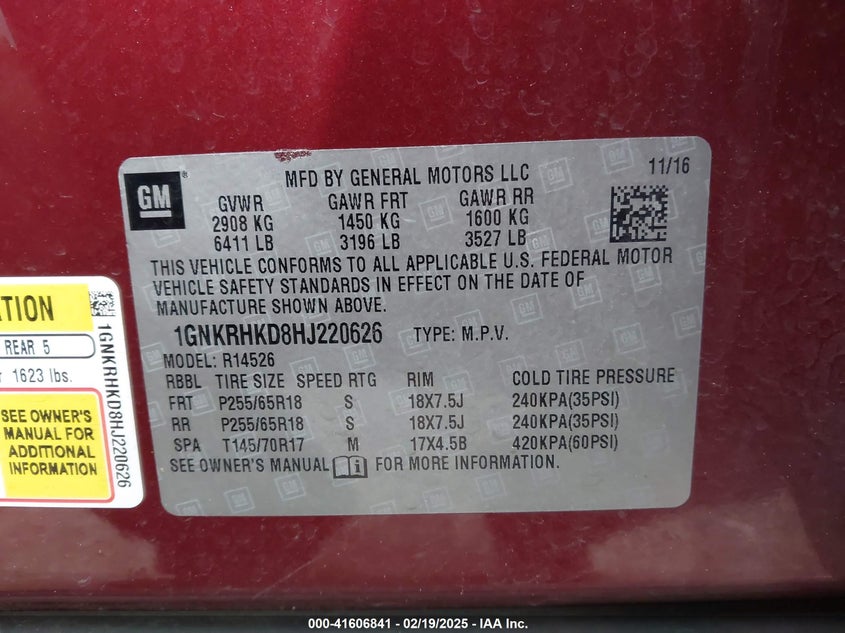 GM
MFD BY GENERAL MOTORS LLC
11/16
GVWR GAWR FRT GAWR RR
2908 KG 1450 KG 1600 KG
6411 LB 3196 LB 3527 LB
THIS VEHICLE CONFORMS TO ALL APPLICABLE U.S. FEDERAL MOTOR
VEHICLE SAFETY STANDARDS IN EFFECT ON THE DATE OF
MANUFACTURE SHOWN ABOVE.
1GNKRHKD8HJ220626 TYPE: M.P.V.
MODEL: R14526
RBBL TIRE SIZE SPEED RTG RIM COLD TIRE PRESSURE
FRT P255/65R18 S 18X7.5J 240KPA(35PSI)
RR P255/65R18 S 18X7.5J 240KPA(35PSI)
SPA T145/70R17 M 17X4.5B 420KPA(60PSI)
SEE OWNER'S MANUAL FOR MORE INFORMATION.
REAR 5
1623 lbs.
SEE OWNER'S
MANUAL FOR
ADDITIONAL
INFORMATION
1GNKRHKD8HJ220626
000-41606841 / 02/19/2025 - IAA Inc.